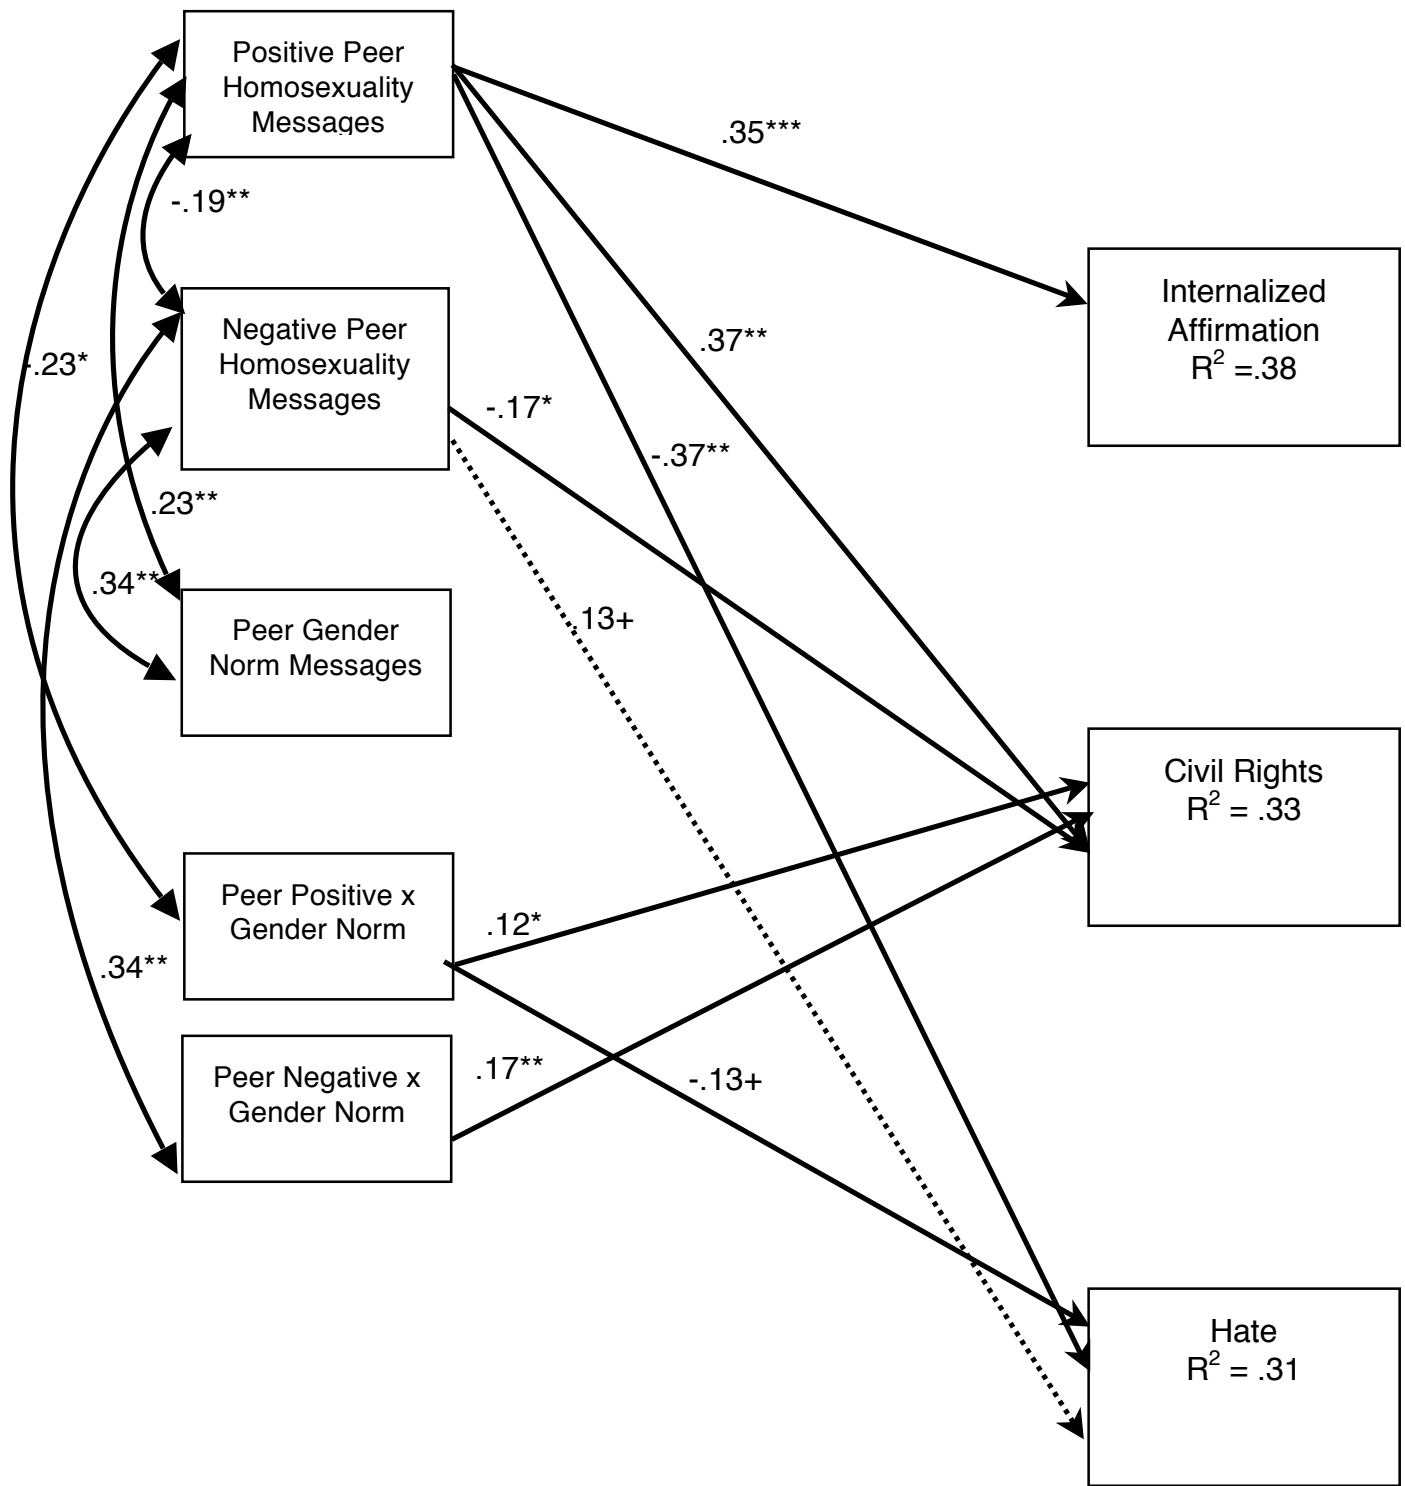 Positive Peer
Homosexuality
Messages
.35***
-.19**
Internalized
Affirmation
R² =.38
Negative Peer
Homosexuality
Messages
.37**
-.23*
-.17*
-.37**
.23**
.34**
.13+
Peer Gender
Norm Messages
Civil Rights
R² = .33
Peer Positive x
Gender Norm
.12*
.34**
Peer Negative x
Gender Norm
.17**
-.13+
Hate
R² = .31